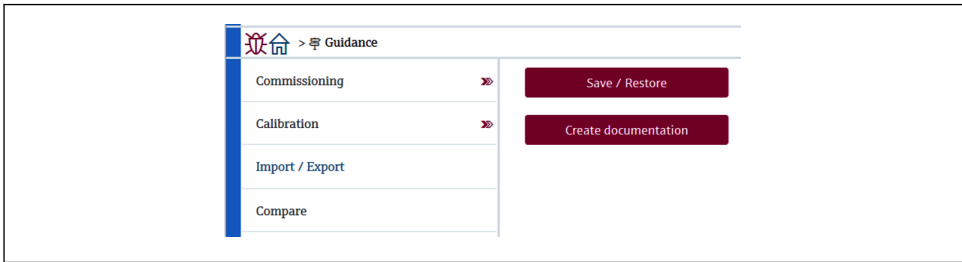 > Guidance
Commissioning
Calibration
Import / Export
Compare
Save / Restore
Create documentation